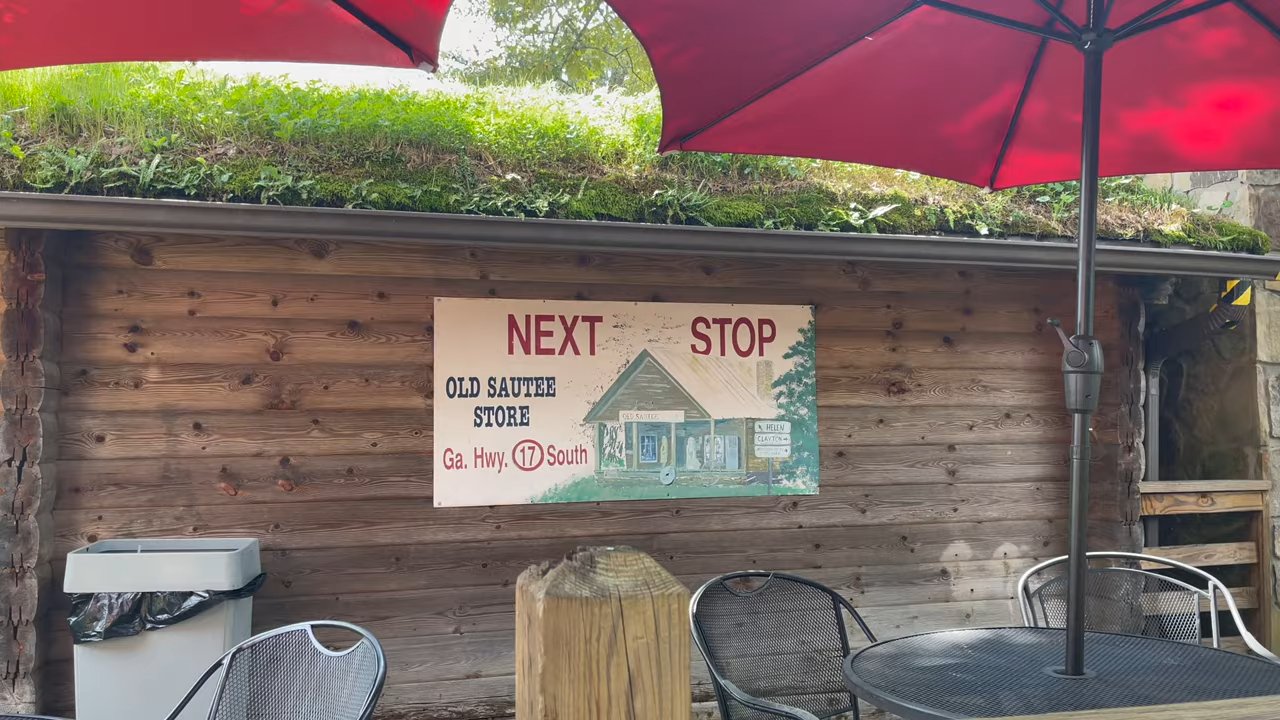 NEXT STOP
OLD SAUTEE
STORE
Ga. Hwy. 17 South
OLD SAUTEE
HELEN
CLAYTON